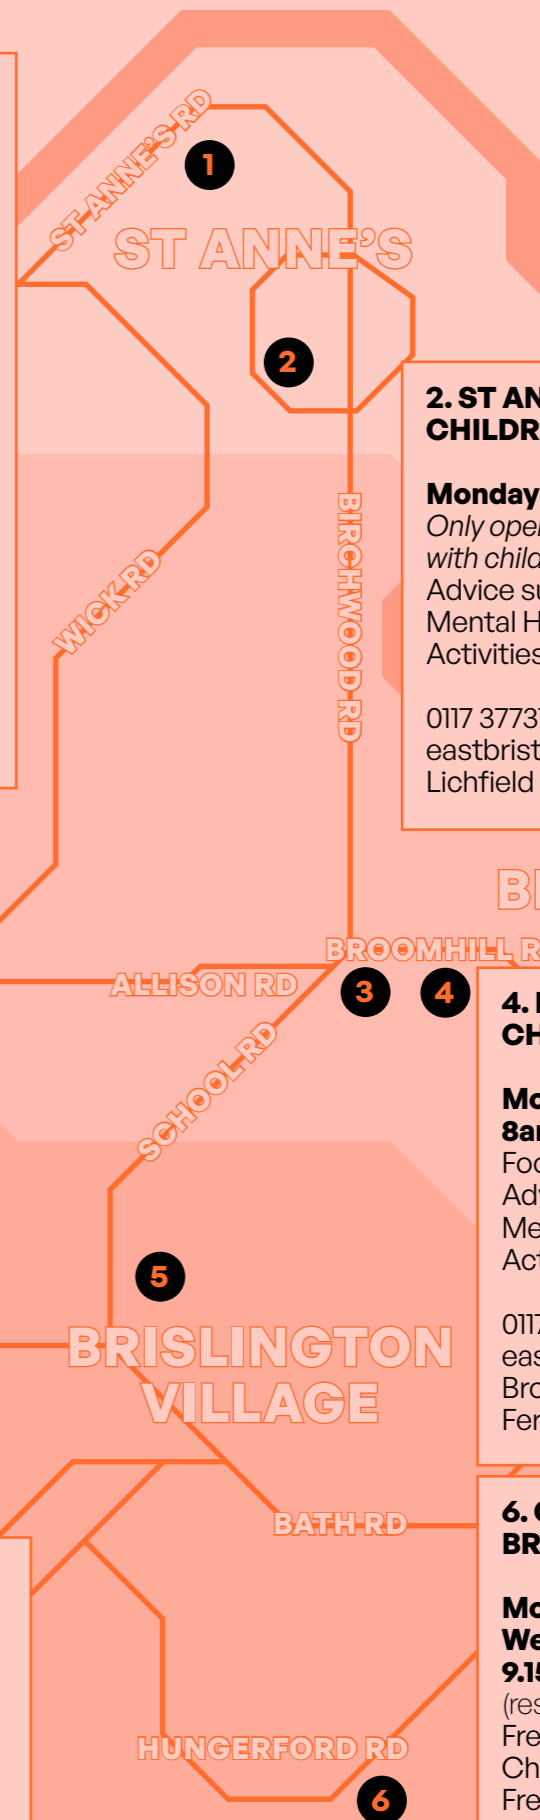 ST ANNE'S RD
1
ST ANNE'S
2
2. ST AN
CHILDR
Monday
Only ope
with child
Advice su
Mental H
Activities
0117 3773
eastbrist
Lichfield
BIRCHWOOD RD
WICK RD
B
BROOMHILL R
ALLISON RD
3
4
4.
CH
Mo
8a
Foo
Ad
Me
Act
0117
eas
Bro
Fer
SCHOOL RD
5
BRISLINGTON
VILLAGE
BATH RD
6.
BR
Mo
We
9.15
(res
Fre
Ch
Fre
HUNGERFORD RD
6